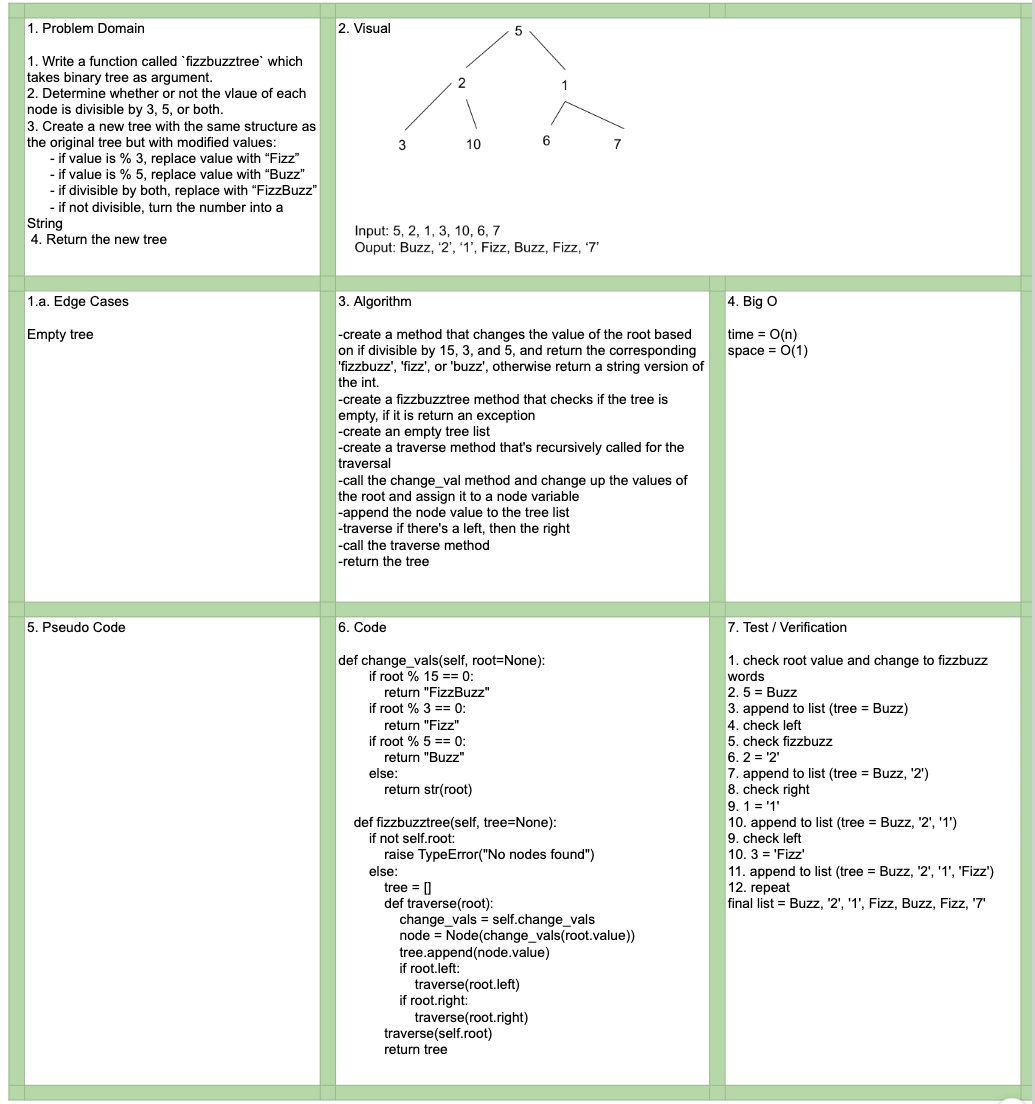 1. Problem Domain
1. Write a function called `fizzbuzztree` which
takes binary tree as argument.
2. Determine whether or not the vlaue of each
node is divisible by 3, 5, or both.
3. Create a new tree with the same structure as
the original tree but with modified values:
- if value is % 3, replace value with “Fizz”
- if value is % 5, replace value with “Buzz”
- if divisible by both, replace with “FizzBuzz”
- if not divisible, turn the number into a
String
4. Return the new tree
2. Visual
5
2
1
3
10
6
7
Input: 5, 2, 1, 3, 10, 6, 7
Ouput: Buzz, ‘2’, ‘1’, Fizz, Buzz, Fizz, ‘7’
1.a. Edge Cases
Empty tree
3. Algorithm
-create a method that changes the value of the root based
on if divisible by 15, 3, and 5, and return the corresponding
'fizzbuzz', 'fizz', or 'buzz', otherwise return a string version of
the int.
-create a fizzbuzztree method that checks if the tree is
empty, if it is return an exception
-create an empty tree list
-create a traverse method that's recursively called for the
traversal
-call the change_val method and change up the values of
the root and assign it to a node variable
-append the node value to the tree list
-traverse if there's a left, then the right
-call the traverse method
-return the tree
4. Big O
time = O(n)
space = O(1)
5. Pseudo Code
6. Code
def change_vals(self, root=None):
if root % 15 == 0:
return "FizzBuzz"
if root % 3 == 0:
return "Fizz"
if root % 5 == 0:
return "Buzz"
else:
return str(root)
def fizzbuzztree(self, tree=None):
if not self.root:
raise TypeError("No nodes found")
else:
tree = []
def traverse(root):
change_vals = self.change_vals
node = Node(change_vals(root.value))
tree.append(node.value)
if root.left:
traverse(root.left)
if root.right:
traverse(root.right)
traverse(self.root)
return tree
7. Test / Verification
1. check root value and change to fizzbuzz
words
2. 5 = Buzz
3. append to list (tree = Buzz)
4. check left
5. check fizzbuzz
6. 2 = '2'
7. append to list (tree = Buzz, '2')
8. check right
9. 1 = '1'
10. append to list (tree = Buzz, '2', '1')
9. check left
10. 3 = 'Fizz'
11. append to list (tree = Buzz, '2', '1', 'Fizz')
12. repeat
final list = Buzz, '2', '1', Fizz, Buzz, Fizz, '7'